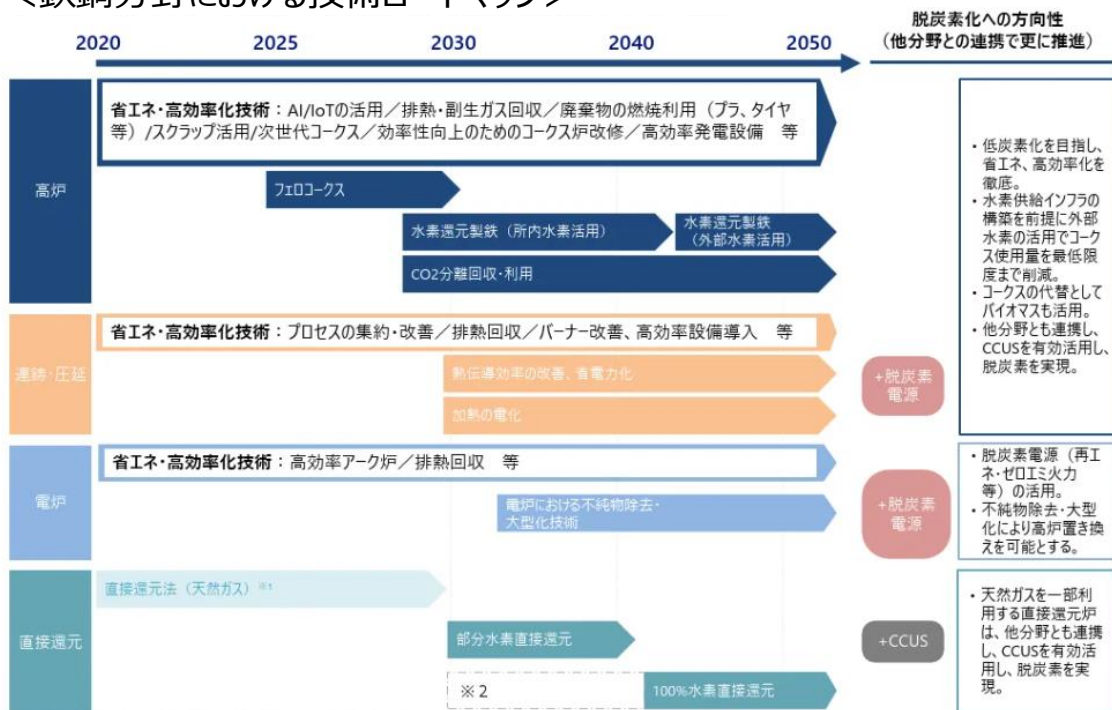 <鉄鋼分野における技術ロードマップ>
脱炭素化への方向性
(他分野との連携で更に推進)
2020 2025 2030 2040 2050
高炉
省エネ・高効率化技術:AI/IoTの活用/排熱・副生ガス回収/廃棄物の燃焼利用(プラ、タイヤ
等)/スクラップ活用/次世代コークス/効率性向上のためのコークス炉改修/高効率発電設備 等
フェロコークス
水素還元製鉄(所内水素活用)
水素還元製鉄
(外部水素活用)
CO2分離回収・利用
・低炭素化を目指し、
省エネ、高効率化を
徹底。
・水素供給インフラの
構築を前提に外部
水素の活用でコーク
ス使用量を最低限
度まで削減。
・コークスの代替として
バイオマスも活用。
・他分野とも連携し、
CCUSを有効活用し、
脱炭素を実現。
連鋳・圧延
省エネ・高効率化技術:プロセスの集約・改善/排熱回収/バーナー改善、高効率設備導入 等
熱伝導効率の改善、省電力化
加熱の電化
+脱炭素
電源
電炉
省エネ・高効率化技術:高効率アーク炉/排熱回収 等
電炉における不純物除去・
大型化技術
+脱炭素
電源
・脱炭素電源(再エ
ネ・ゼロエミ火力
等)の活用。
・不純物除去・大型
化により高炉置き換
えを可能とする。
直接還元
直接還元法(天然ガス)※1
部分水素直接還元
※2
100%水素直接還元
+CCUS
・天然ガスを一部利
用する直接還元炉
は、他分野とも連携
し、CCUSを有効活
用し、脱炭素を実
現。